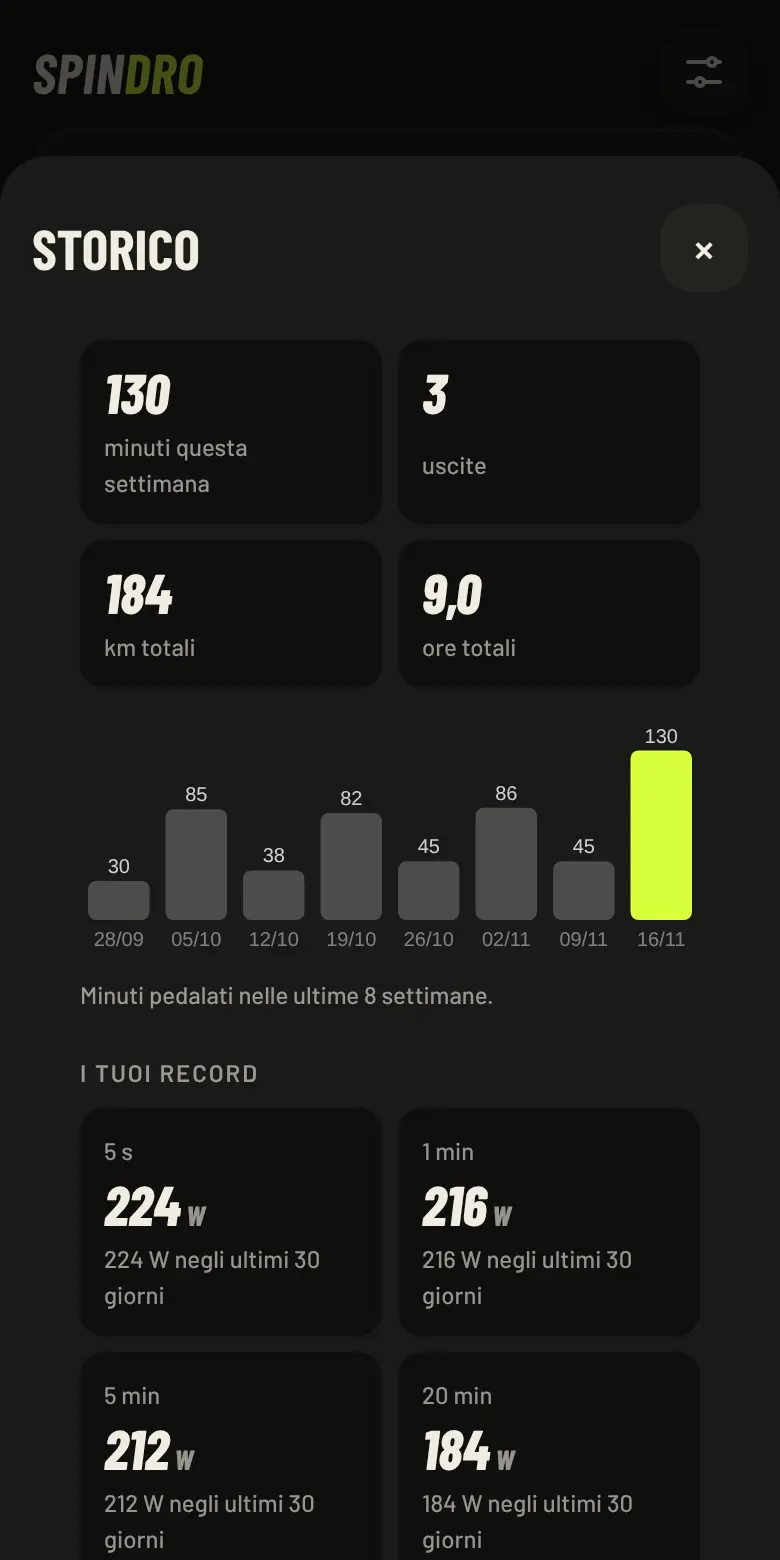 SPINDRO
STORICO
×
130
minuti questa
settimana
3
uscite
184
km totali
9,0
ore totali
30
85
38
82
45
86
45
130
28/09
05/10
12/10
19/10
26/10
02/11
09/11
16/11
Minuti pedalati nelle ultime 8 settimane.
I TUOI RECORD
5 s
224 W
224 W negli ultimi 30
giorni
1 min
216 W
216 W negli ultimi 30
giorni
5 min
212 W
212 W negli ultimi 30
giorni
20 min
184 W
184 W negli ultimi 30
giorni